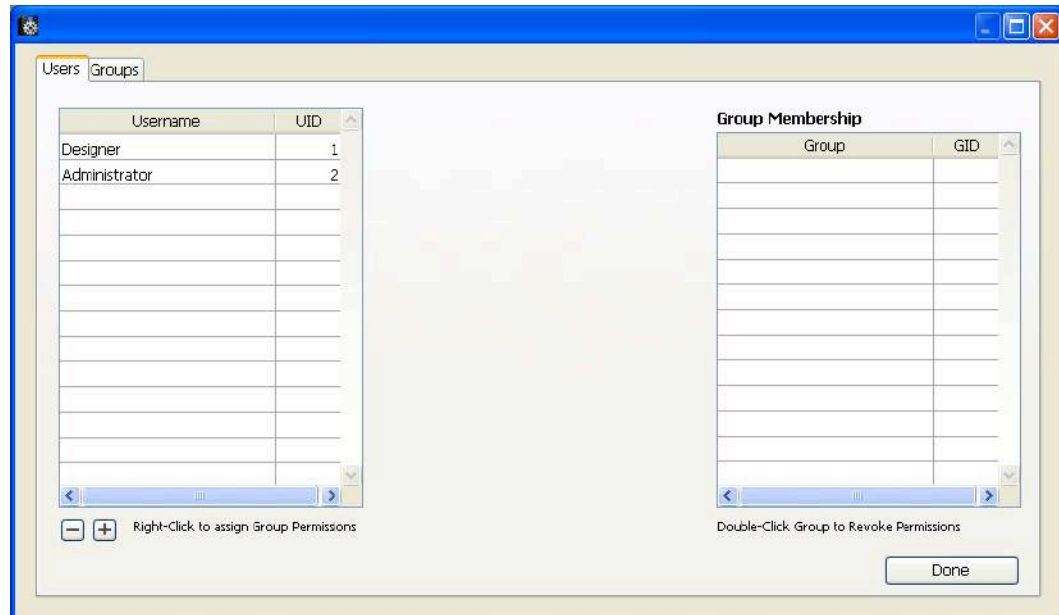 Users Groups
Username UID
Designer 1
Administrator 2
Right-Click to assign Group Permissons
Group Membership
Group GID
Double-Click Group to Revoke Permissions
Done